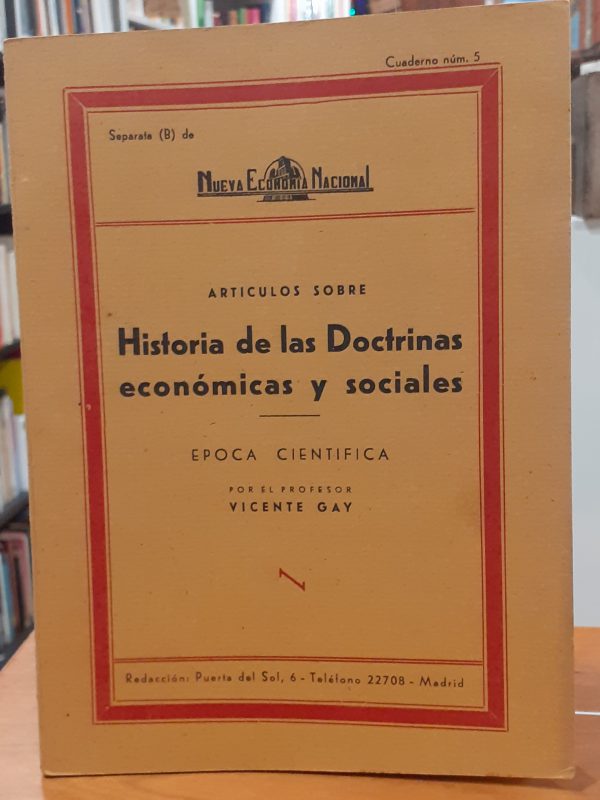 Cuaderno núm. 5
Separata (B) de
NUEVA ECONOMIA NACIONAL
ARTICULOS SOBRE
Historia de las Doctrinas
económicas y sociales
EPOCA CIENTIFICA
POR EL PROFESOR
VICENTE GAY
Redacción: Puerta del Sol, 6 - Teléfono 22708 - Madrid